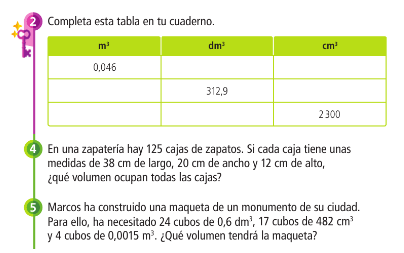 2 Completa esta tabla en tu cuaderno.
m³ dm³ cm³
0,046
312,9
2 300
4 En una zapatería hay 125 cajas de zapatos. Si cada caja tiene unas
medidas de 38 cm de largo, 20 cm de ancho y 12 cm de alto,
¿qué volumen ocupan todas las cajas?
5 Marcos ha construido una maqueta de un monumento de su ciudad.
Para ello, ha necesitado 24 cubos de 0,6 dm³, 17 cubos de 482 cm³
y 4 cubos de 0,0015 m³. ¿Qué volumen tendrá la maqueta?